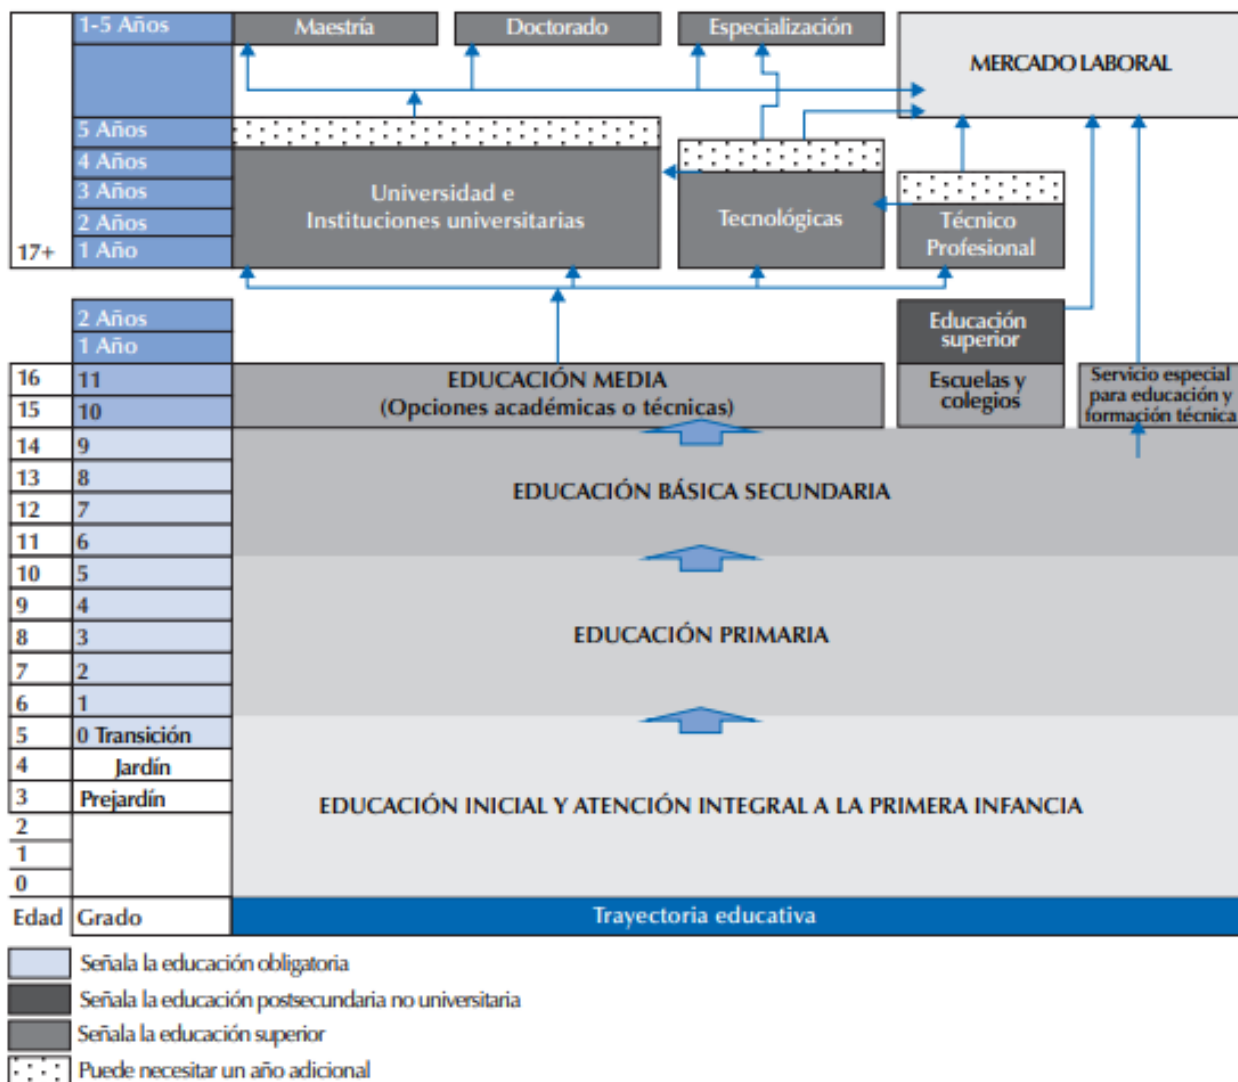 1-5 Años
Maestría
Doctorado
Especialización
MERCADO LABORAL
5 Años
4 Años
3 Años
2 Años
1 Año
17+
Universidad e
Instituciones universitarias
Tecnológicas
Técnico
Profesional
2 Años
1 Año
Educación
superior
16 11
15 10
EDUCACIÓN MEDIA
(Opciones académicas o técnicas)
Escuelas y
colegios
Servicio especial
para educación y
formación técnica
14 9
13 8
12 7
11 6
EDUCACIÓN BÁSICA SECUNDARIA
10 5
9 4
8 3
7 2
6 1
EDUCACIÓN PRIMARIA
5 0 Transición
4 Jardín
3 Prejardín
2
1
0
EDUCACIÓN INICIAL Y ATENCIÓN INTEGRAL A LA PRIMERA INFANCIA
Edad Grado Trayectoria educativa
Señala la educación obligatoria
Señala la educación postsecundaria no universitaria
Señala la educación superior
Puede necesitar un año adicional